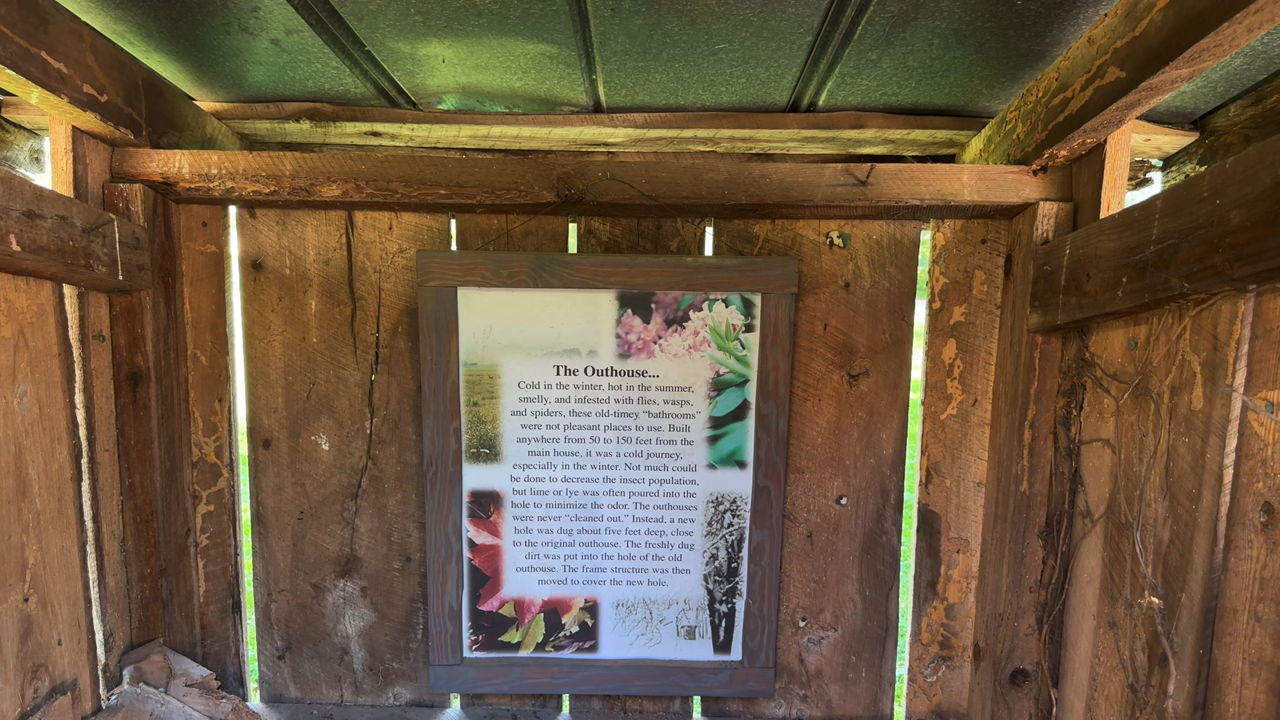 The Outhouse...
Cold in the winter, hot in the summer,
smelly, and infested with flies, wasps,
and spiders, these old-timey “bathrooms”
were not pleasant places to use. Built
anywhere from 50 to 150 feet from the
main house, it was a cold journey,
especially in the winter. Not much could
be done to decrease the insect population,
but lime or lye was often poured into the
hole to minimize the odor. The outhouses
were never “cleaned out.” Instead, a new
hole was dug about five feet deep, close
to the original outhouse. The freshly dug
dirt was put into the hole of the old
outhouse. The frame structure was then
moved to cover the new hole.